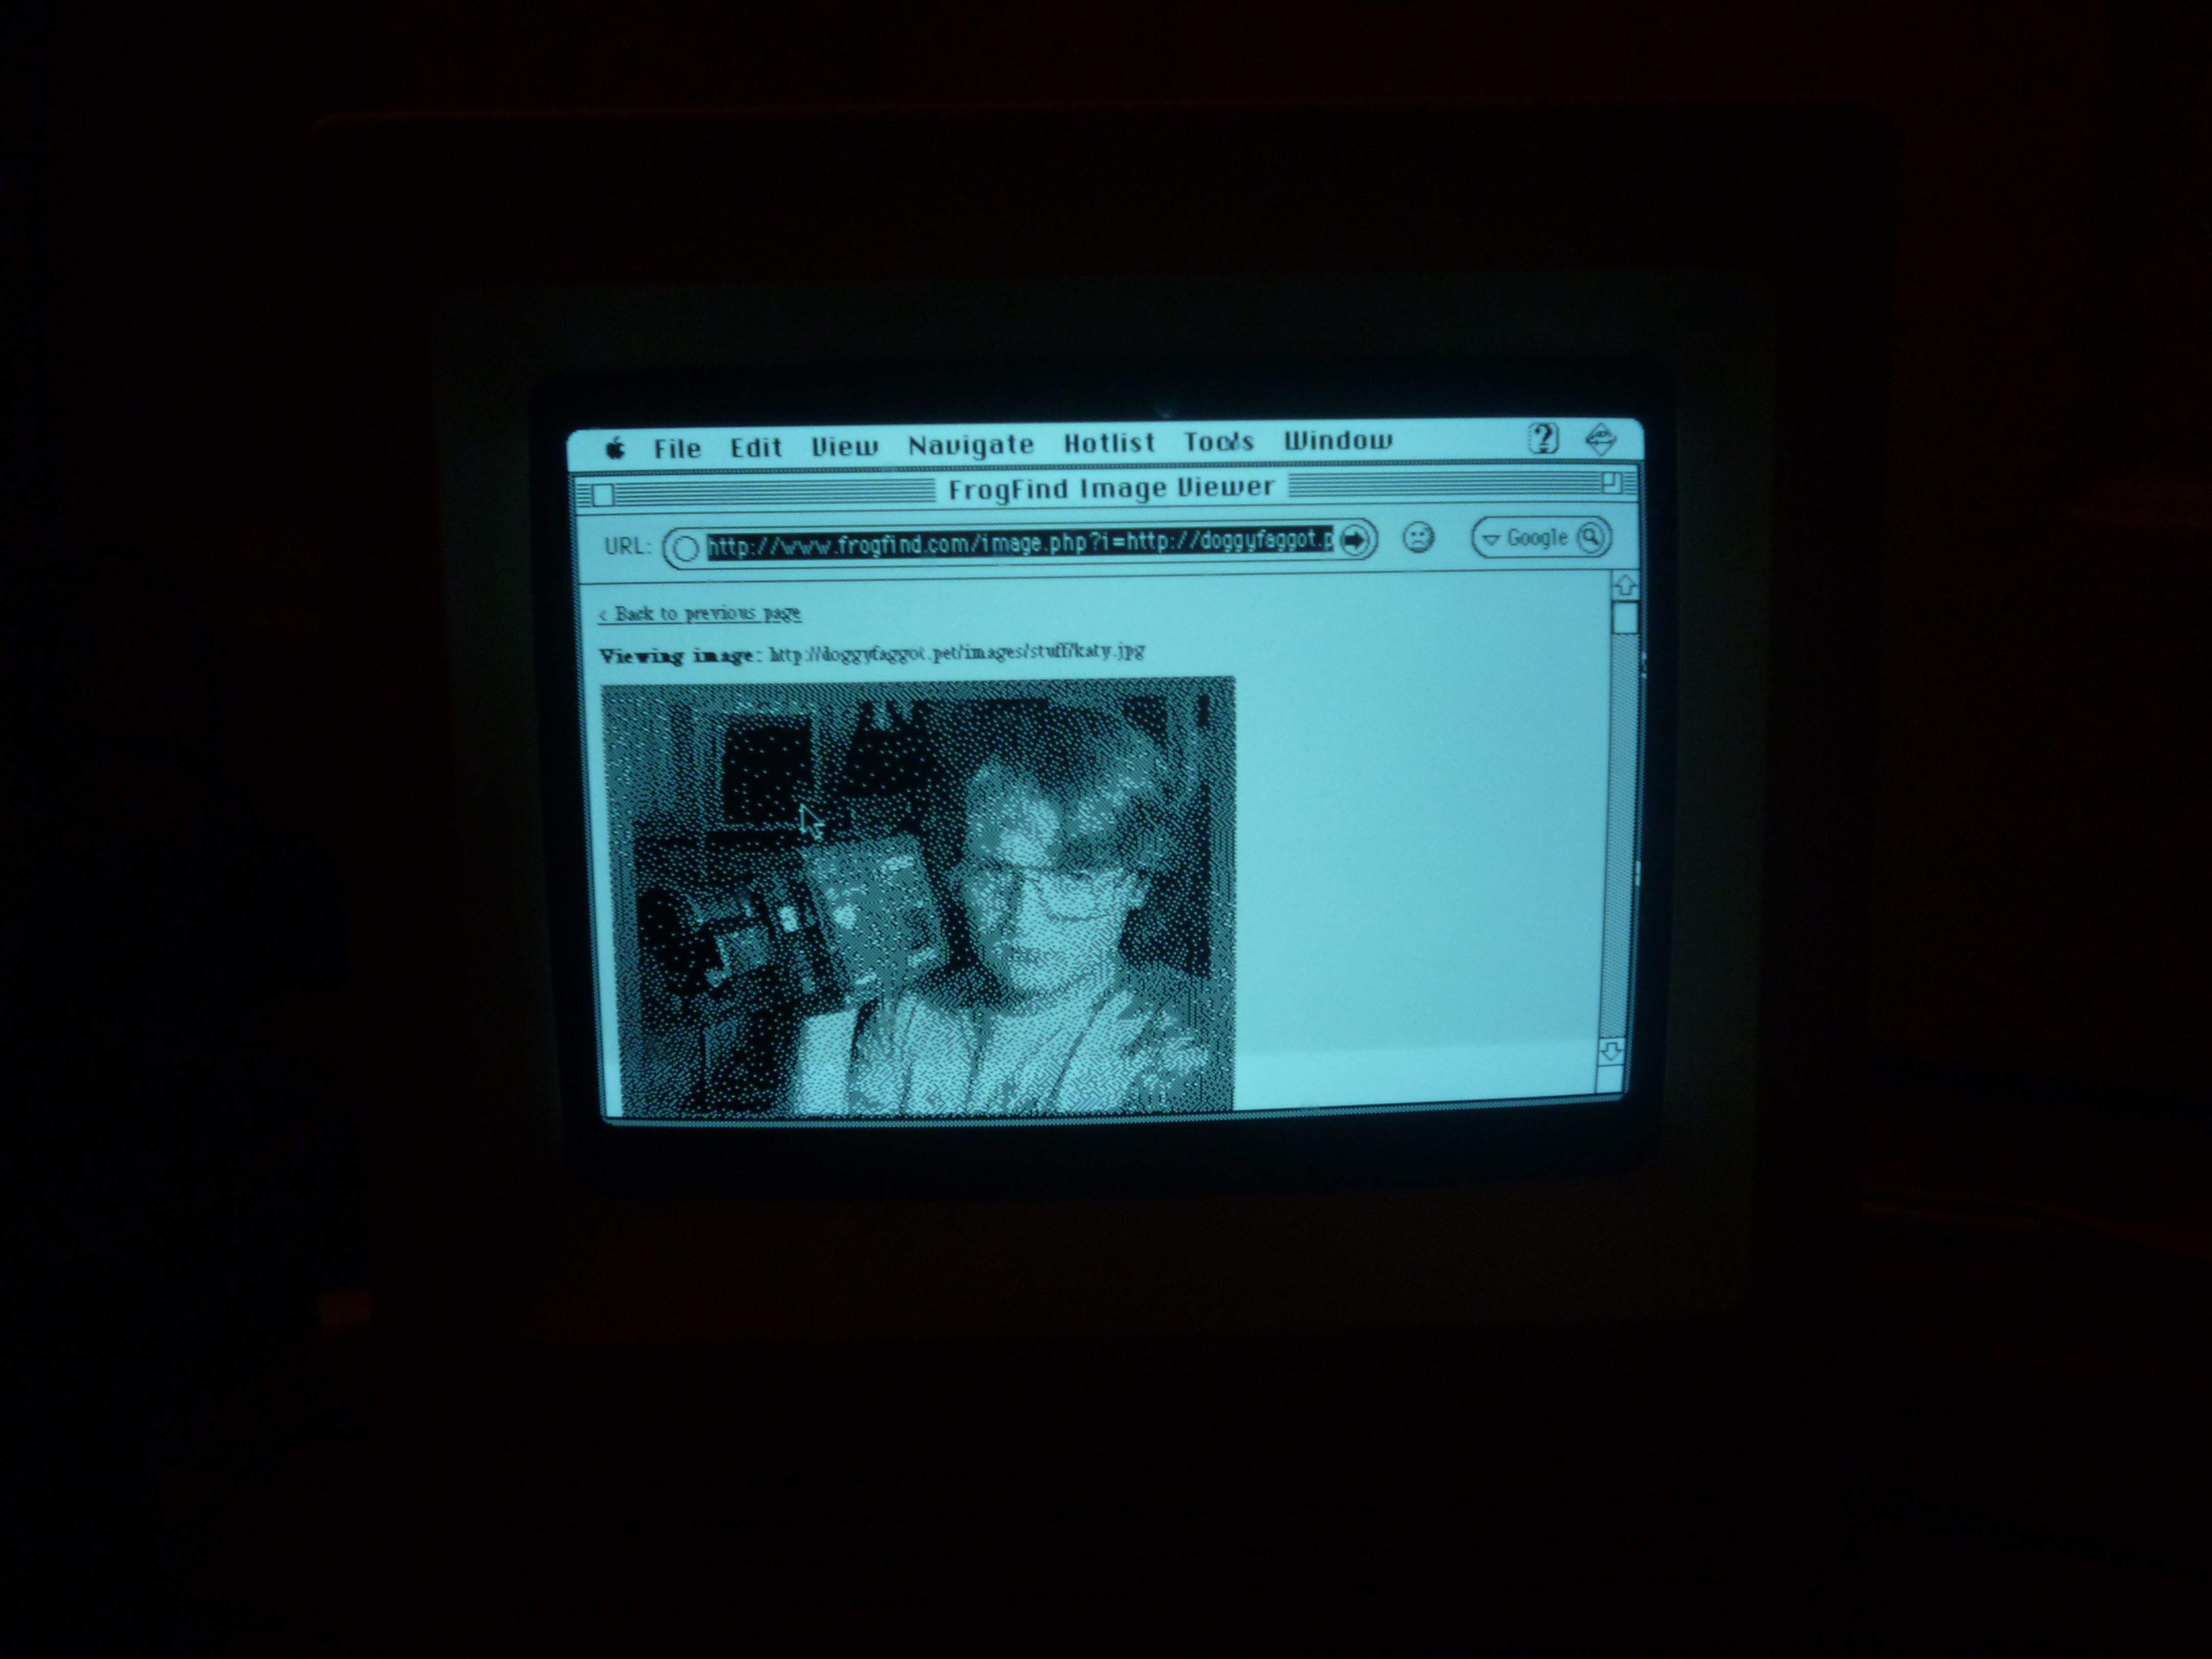 File Edit View Navigate Hotlist Tools Window
FrogFind Image Viewer
URL: http://www.frogfind.com/image.php?i=http://doggyfaggot.p Google
< Back to previous page
Viewing image: http://doggyfaggot.pet/images/stuff/katy.jpg